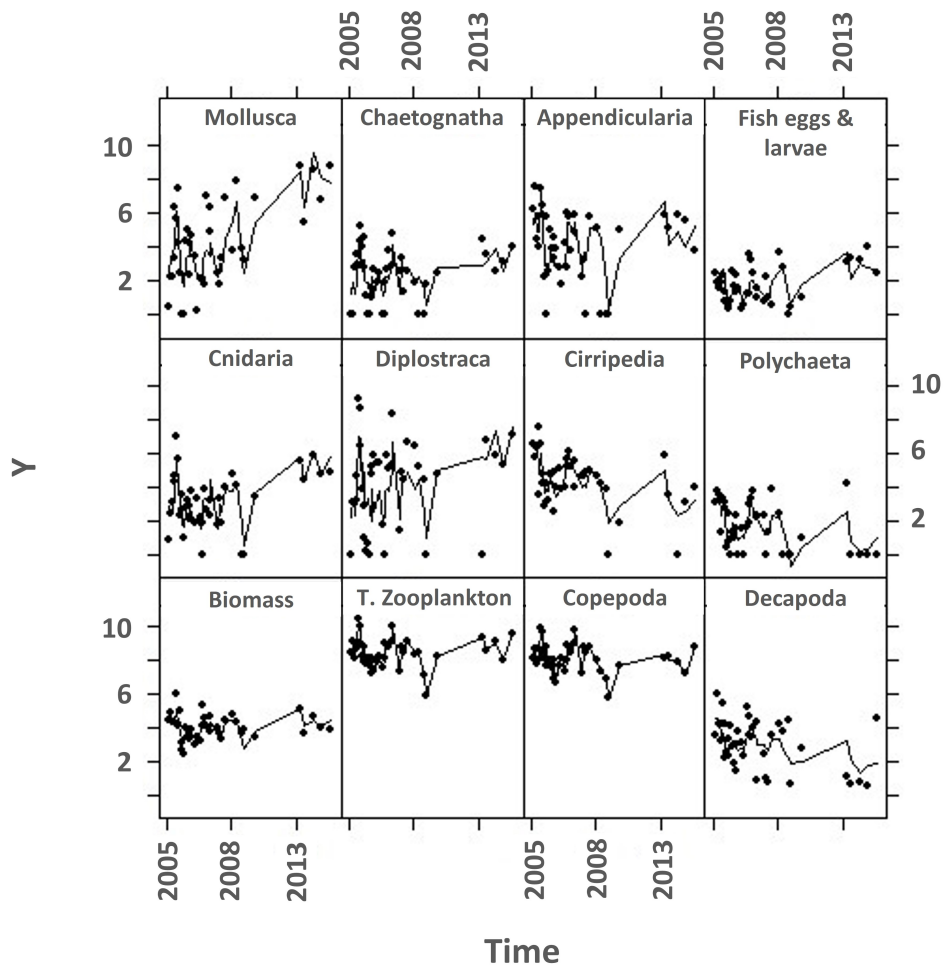 2005 2008 2013 2005 2008 2013
Mollusca Chaetognatha Appendicularia Fish eggs &
larvae
10
6
2
Cnidaria Diplostraca Cirripedia Polychaeta
10
6
2
Y
Biomass T. Zooplankton Copepoda Decapoda
10
6
2
2005 2008 2013 2005 2008 2013
Time